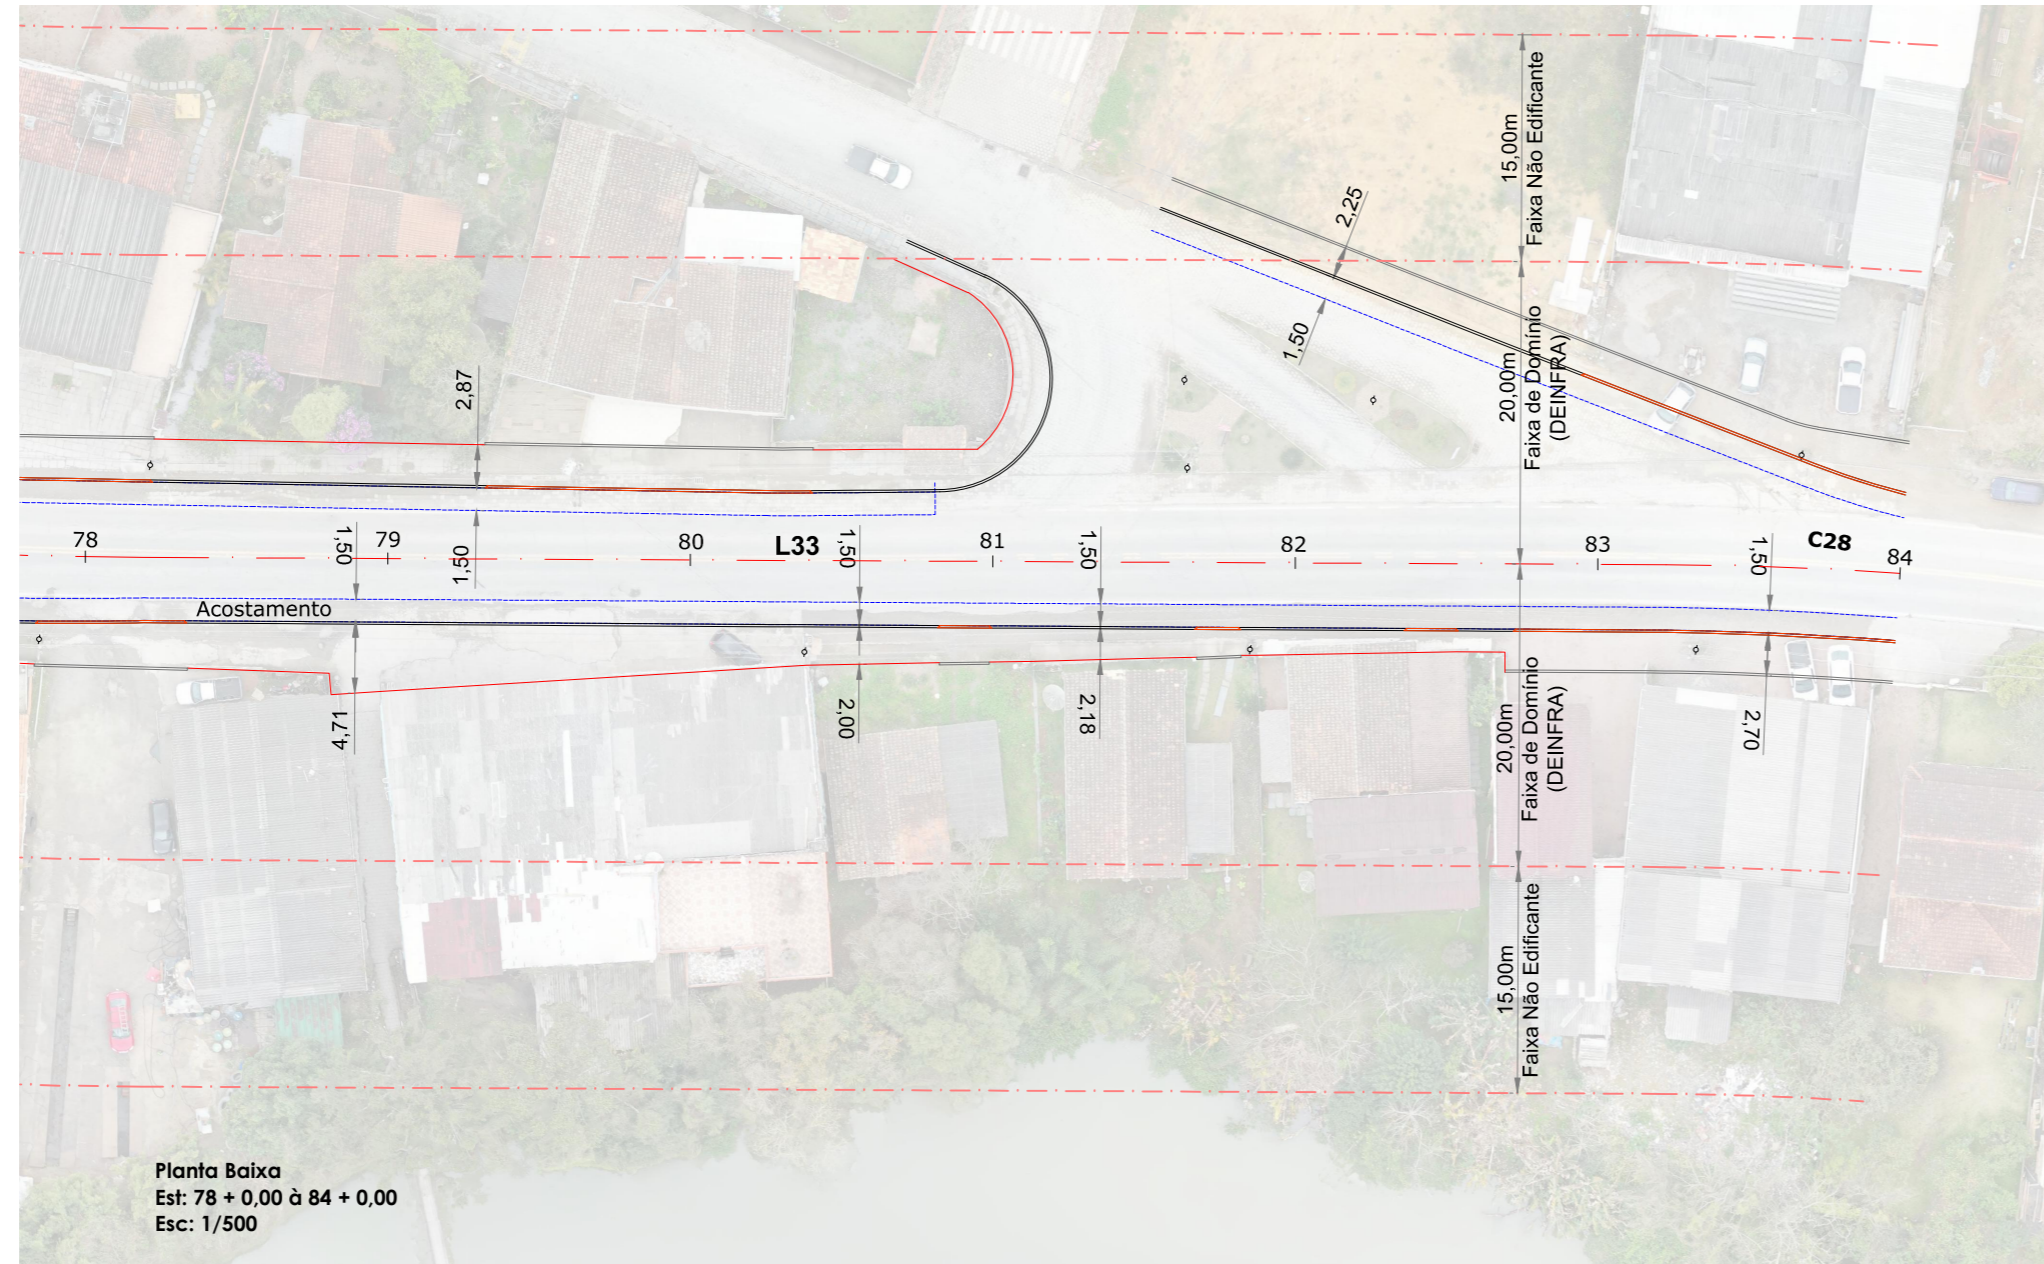 15,00m
Faixa Não Edificante
2,25
1,50
20,00m
Faixa de Domínio
(DEINFRA)
2,87
1,50
78
79
80
L33
81
82
83
C28
84
1,50
1,50
1,50
1,50
Acostamento
4,71
2,00
2,18
2,70
20,00m
Faixa de Domínio
(DEINFRA)
15,00m
Faixa Não Edificante
Planta Baixa
Est: 78 + 0,00 à 84 + 0,00
Esc: 1/500